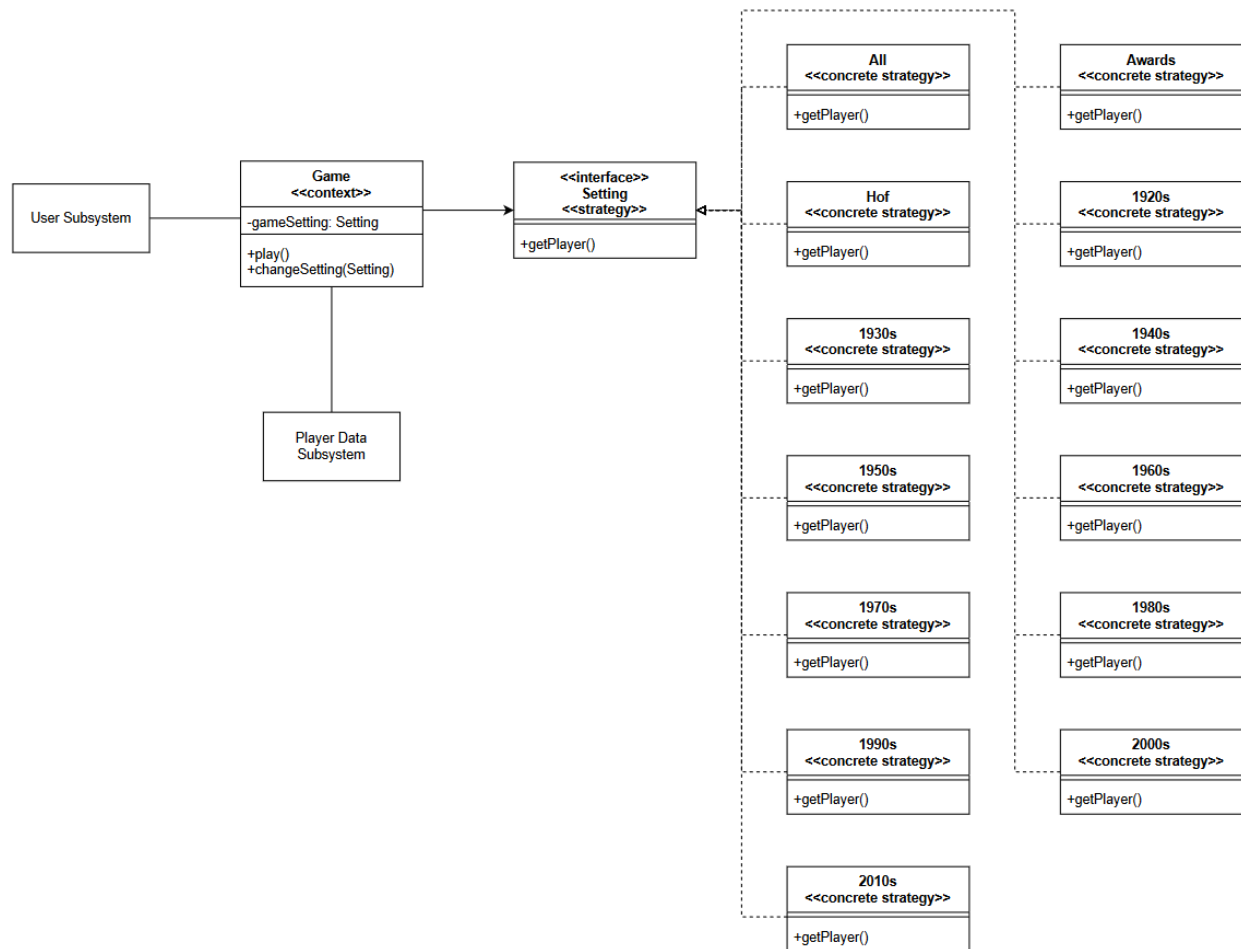 All
<<concrete strategy>>
+getPlayer()
Awards
<<concrete strategy>>
+getPlayer()
User Subsystem
Game
<<context>>
-gameSetting: Setting
+play()
+changeSetting(Setting)
<<interface>>
Setting
<<strategy>>
+getPlayer()
Hof
<<concrete strategy>>
+getPlayer()
1920s
<<concrete strategy>>
+getPlayer()
1930s
<<concrete strategy>>
+getPlayer()
1940s
<<concrete strategy>>
+getPlayer()
Player Data
Subsystem
1950s
<<concrete strategy>>
+getPlayer()
1960s
<<concrete strategy>>
+getPlayer()
1970s
<<concrete strategy>>
+getPlayer()
1980s
<<concrete strategy>>
+getPlayer()
1990s
<<concrete strategy>>
+getPlayer()
2000s
<<concrete strategy>>
+getPlayer()
2010s
<<concrete strategy>>
+getPlayer()